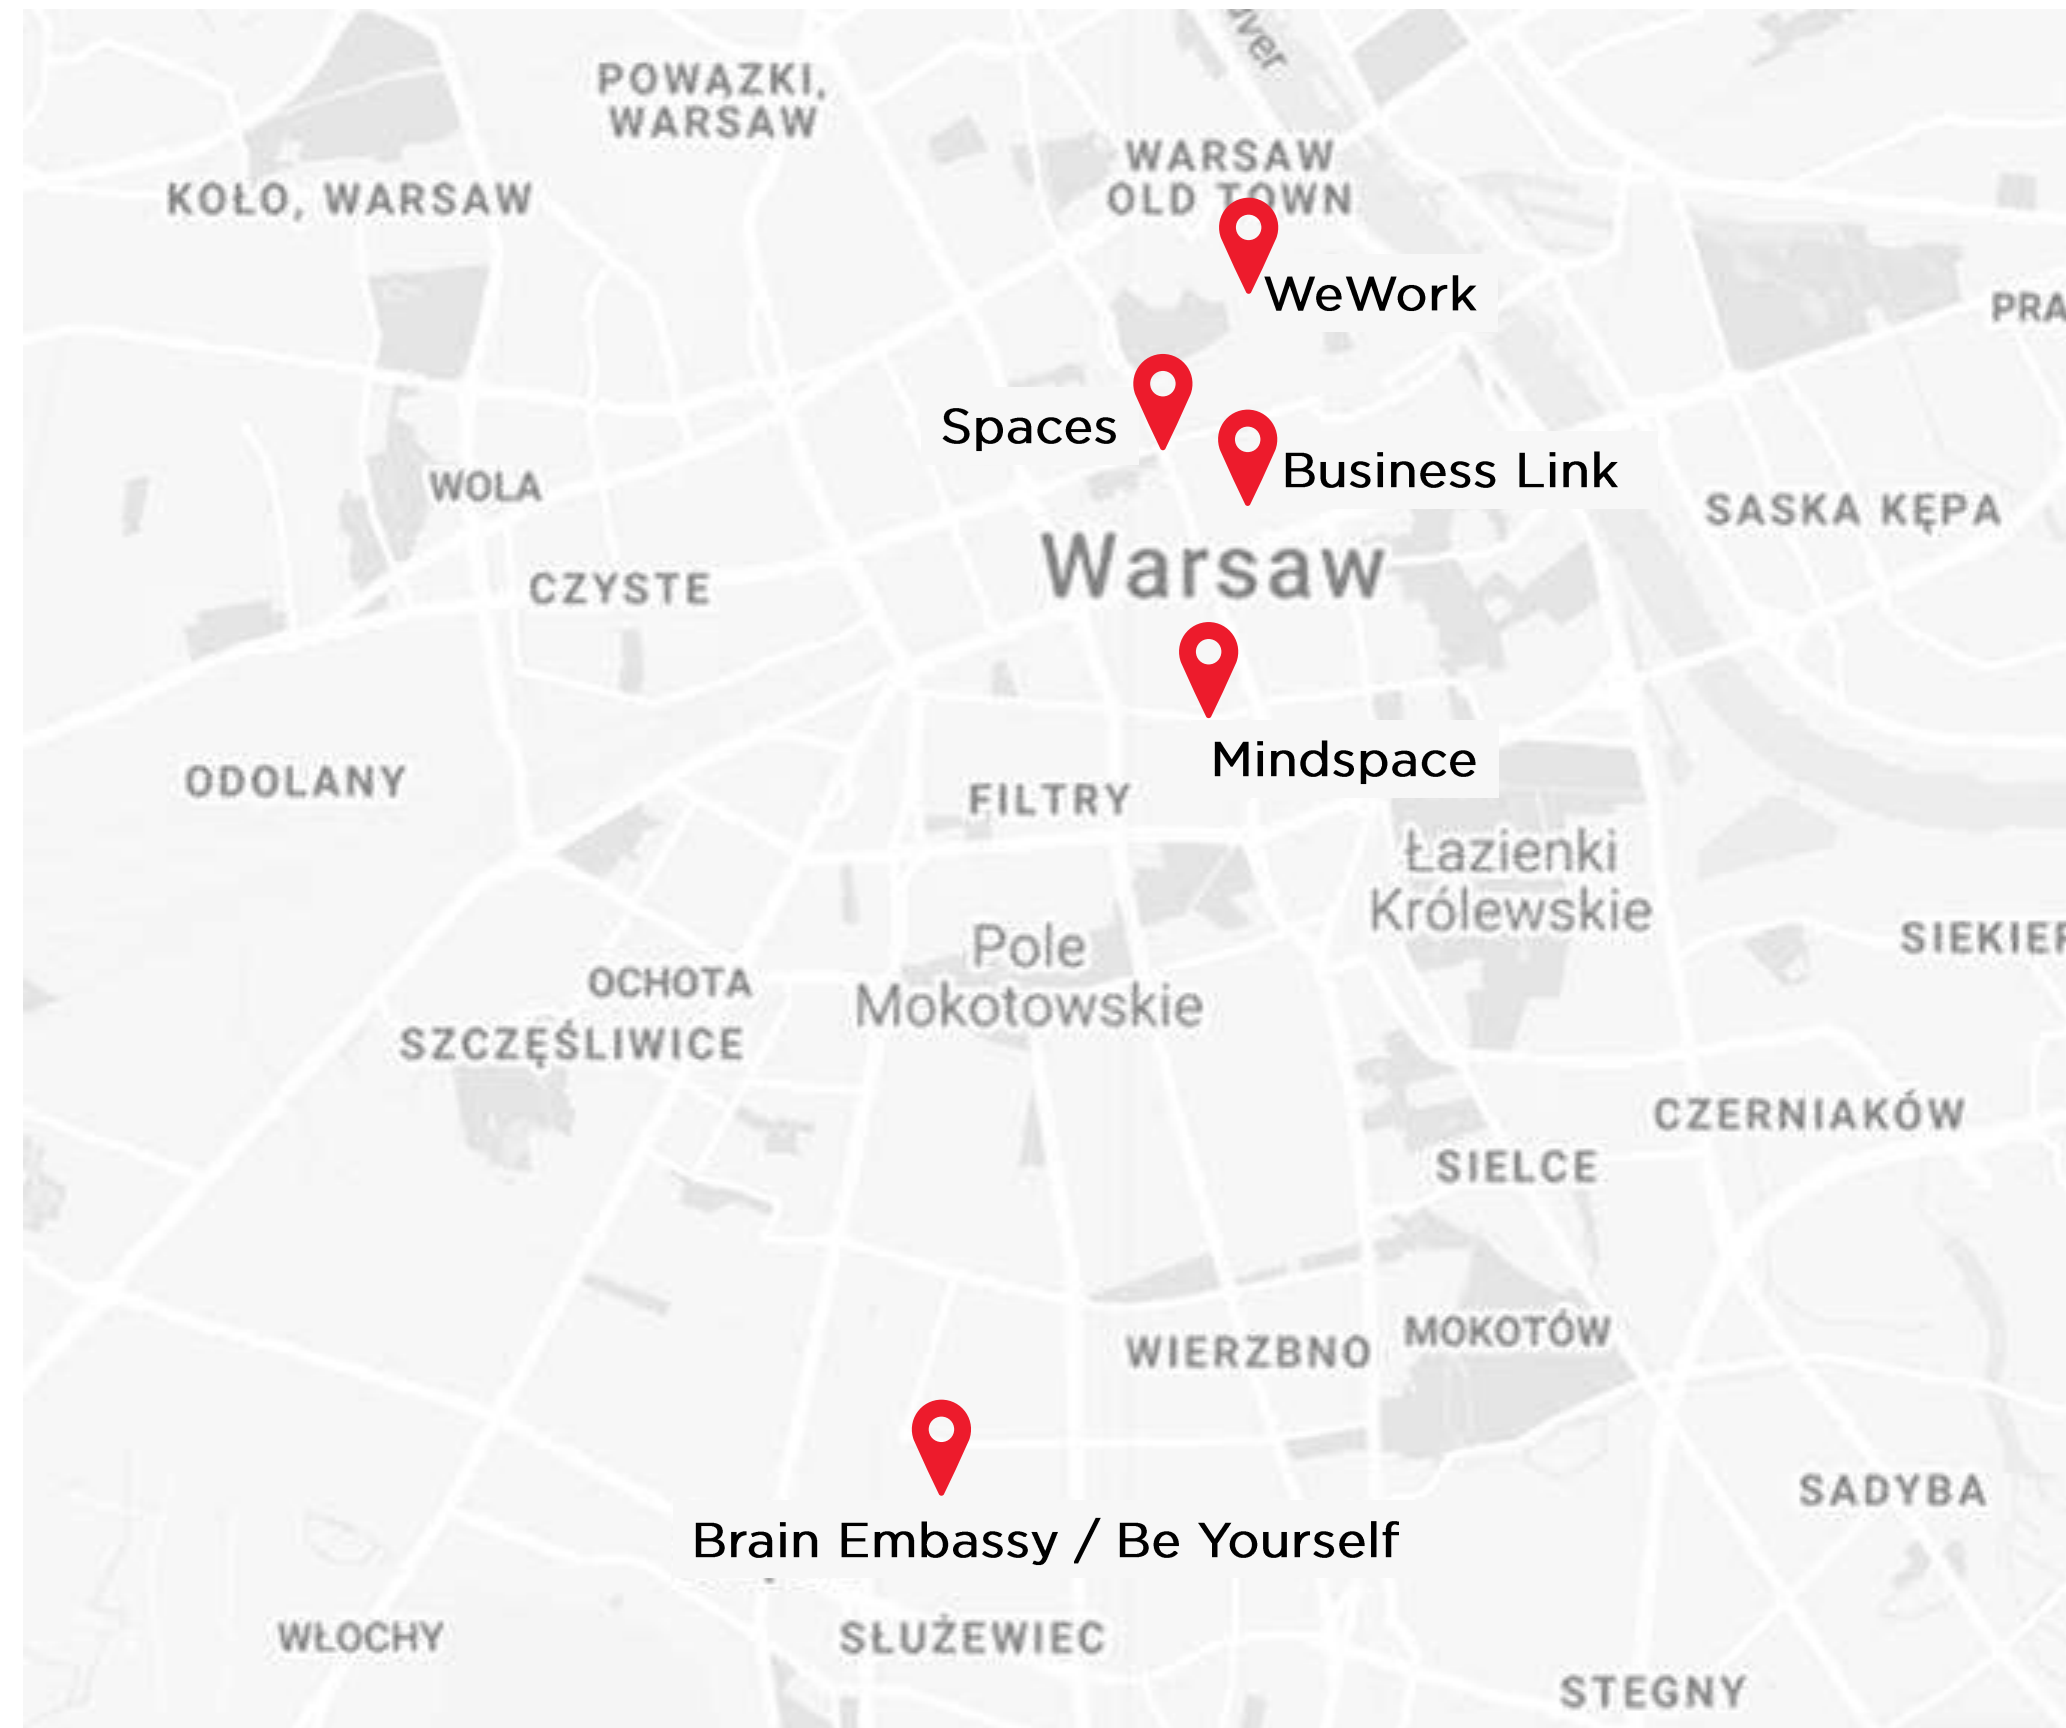 POWĄZKI,
WARSAW
WARSAW
OLD TOWN
KOŁO, WARSAW
WeWork
PRA
Spaces
Business Link
WOLA
SASKA KĘPA
Warsaw
CZYSTE
Mindspace
ODOLANY
FILTRY
Łazienki
Królewskie
Pole
Mokotowskie
SIEKIER
OCHOTA
SZCZĘŚLIWICE
CZERNIAKÓW
SIELCE
WIERZBNO
MOKOTÓW
SADYBA
Brain Embassy / Be Yourself
WŁOCHY
SŁUŻEWIEC
STEGNY